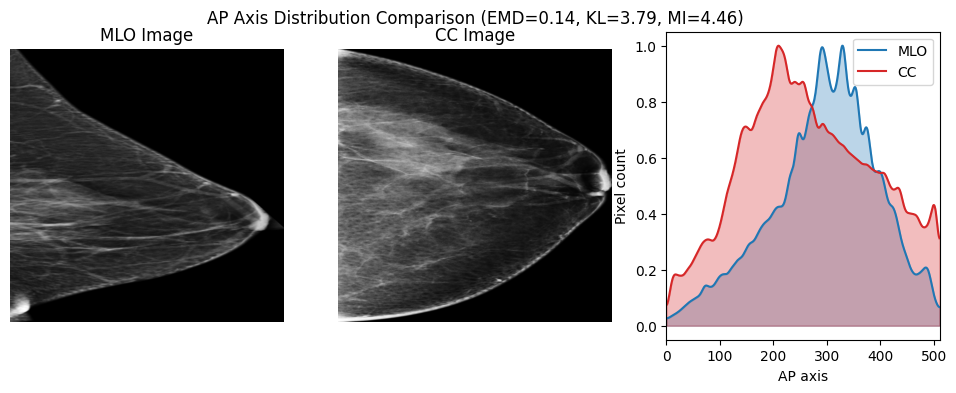 AP Axis Distribution Comparison (EMD=0.14, KL=3.79, MI=4.46)
MLO Image
CC Image
MLO
CC
Pixel count
1.0
0.8
0.6
0.4
0.2
0.0
0 100 200 300 400 500
AP axis